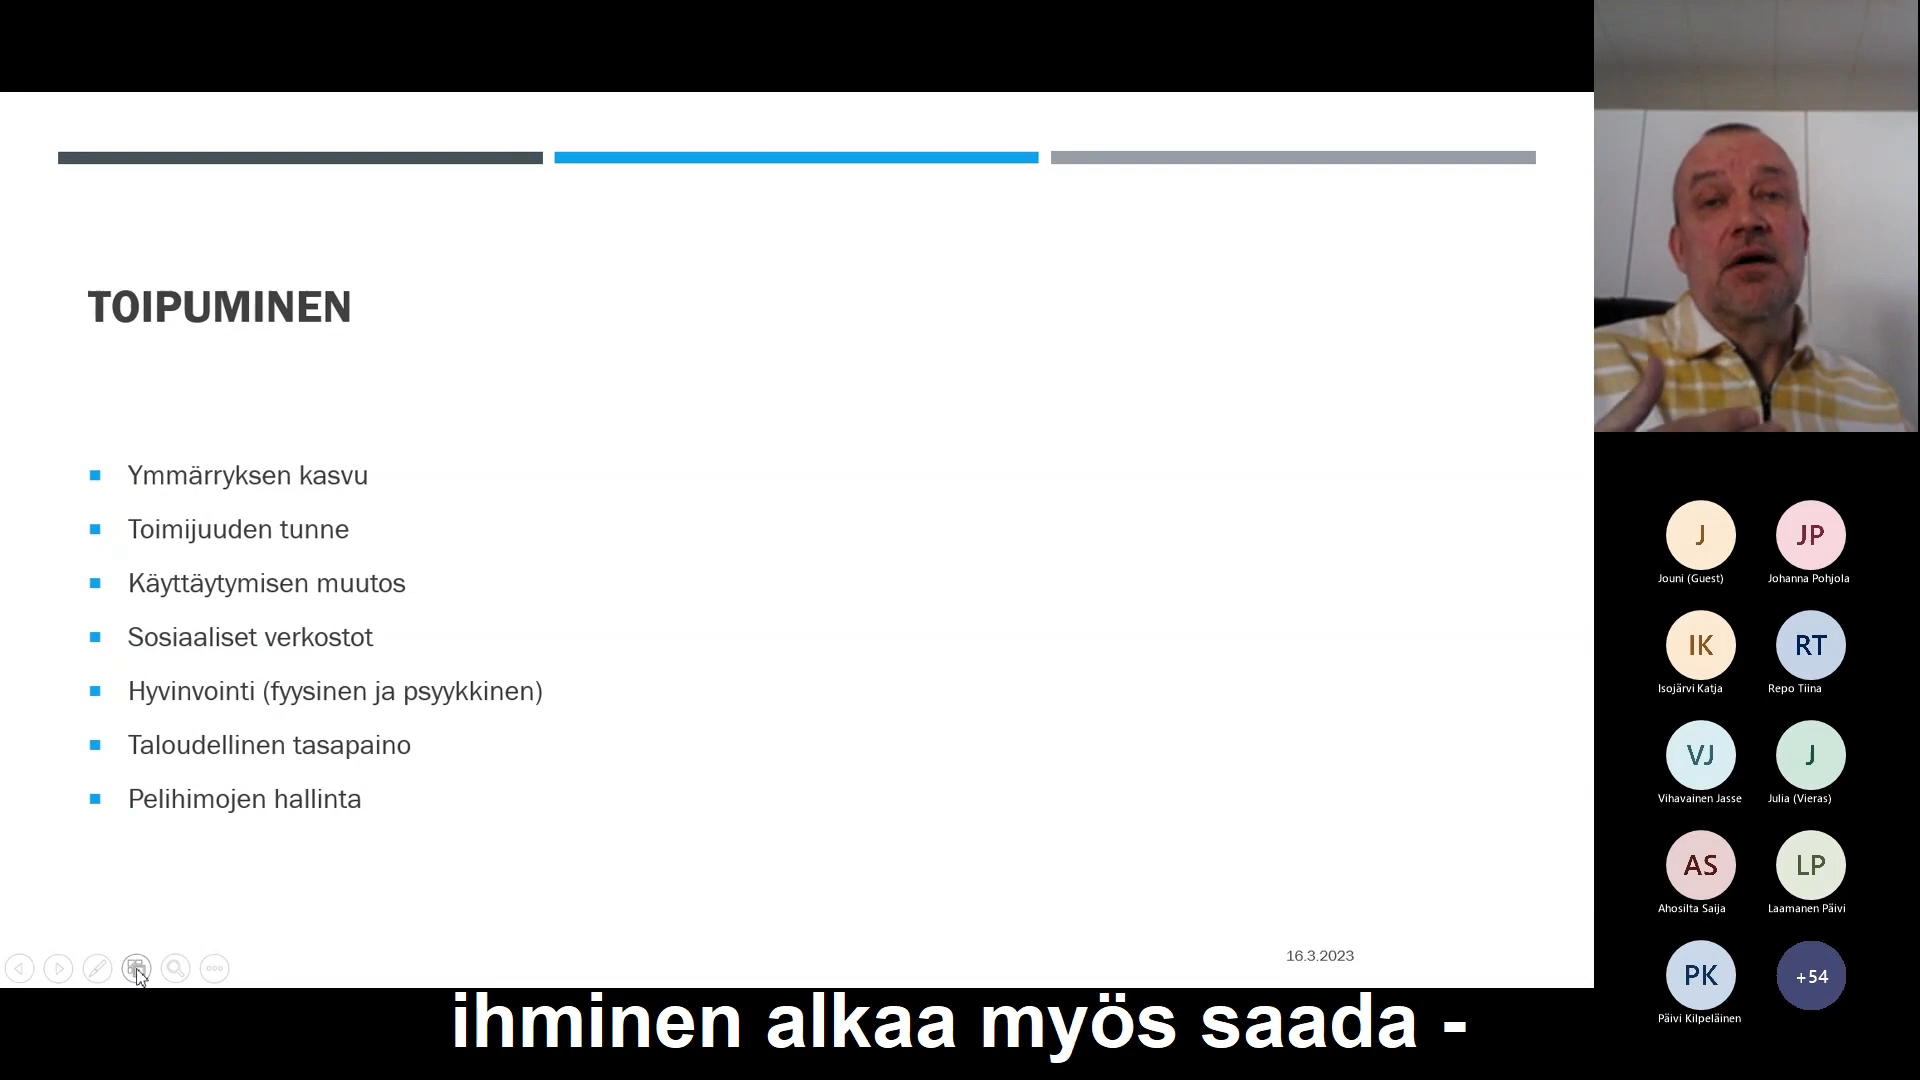 TOIPUMINEN
Ymmärryksen kasvu
Toimijuuden tunne
Käyttäytymisen muutos
Sosiaaliset verkostot
Hyvinvointi (fyysinen ja psyykkinen)
Taloudellinen tasapaino
Pelihimojen hallinta
16.3.2023
ihminen alkaa myös saada -
J
Jouni (Guest)
JP
Johanna Pohjola
IK
Isojärvi Katja
RT
Repo Tiina
VJ
Vihavainen Jasse
J
Julia (Vieras)
AS
Ahosilta Saija
LP
Laamanen Päivi
PK
Päivi Kilpeläinen
+54